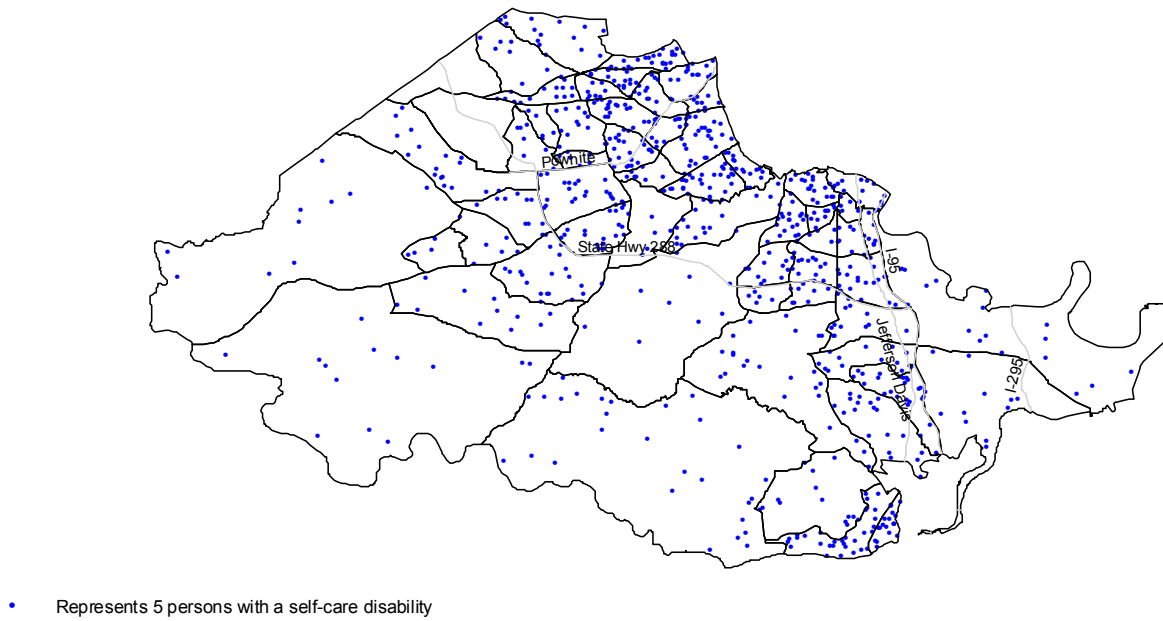 Powhite
State Hwy 288
I-95
Jefferson Davis
I-295
Represents 5 persons with a self-care disability